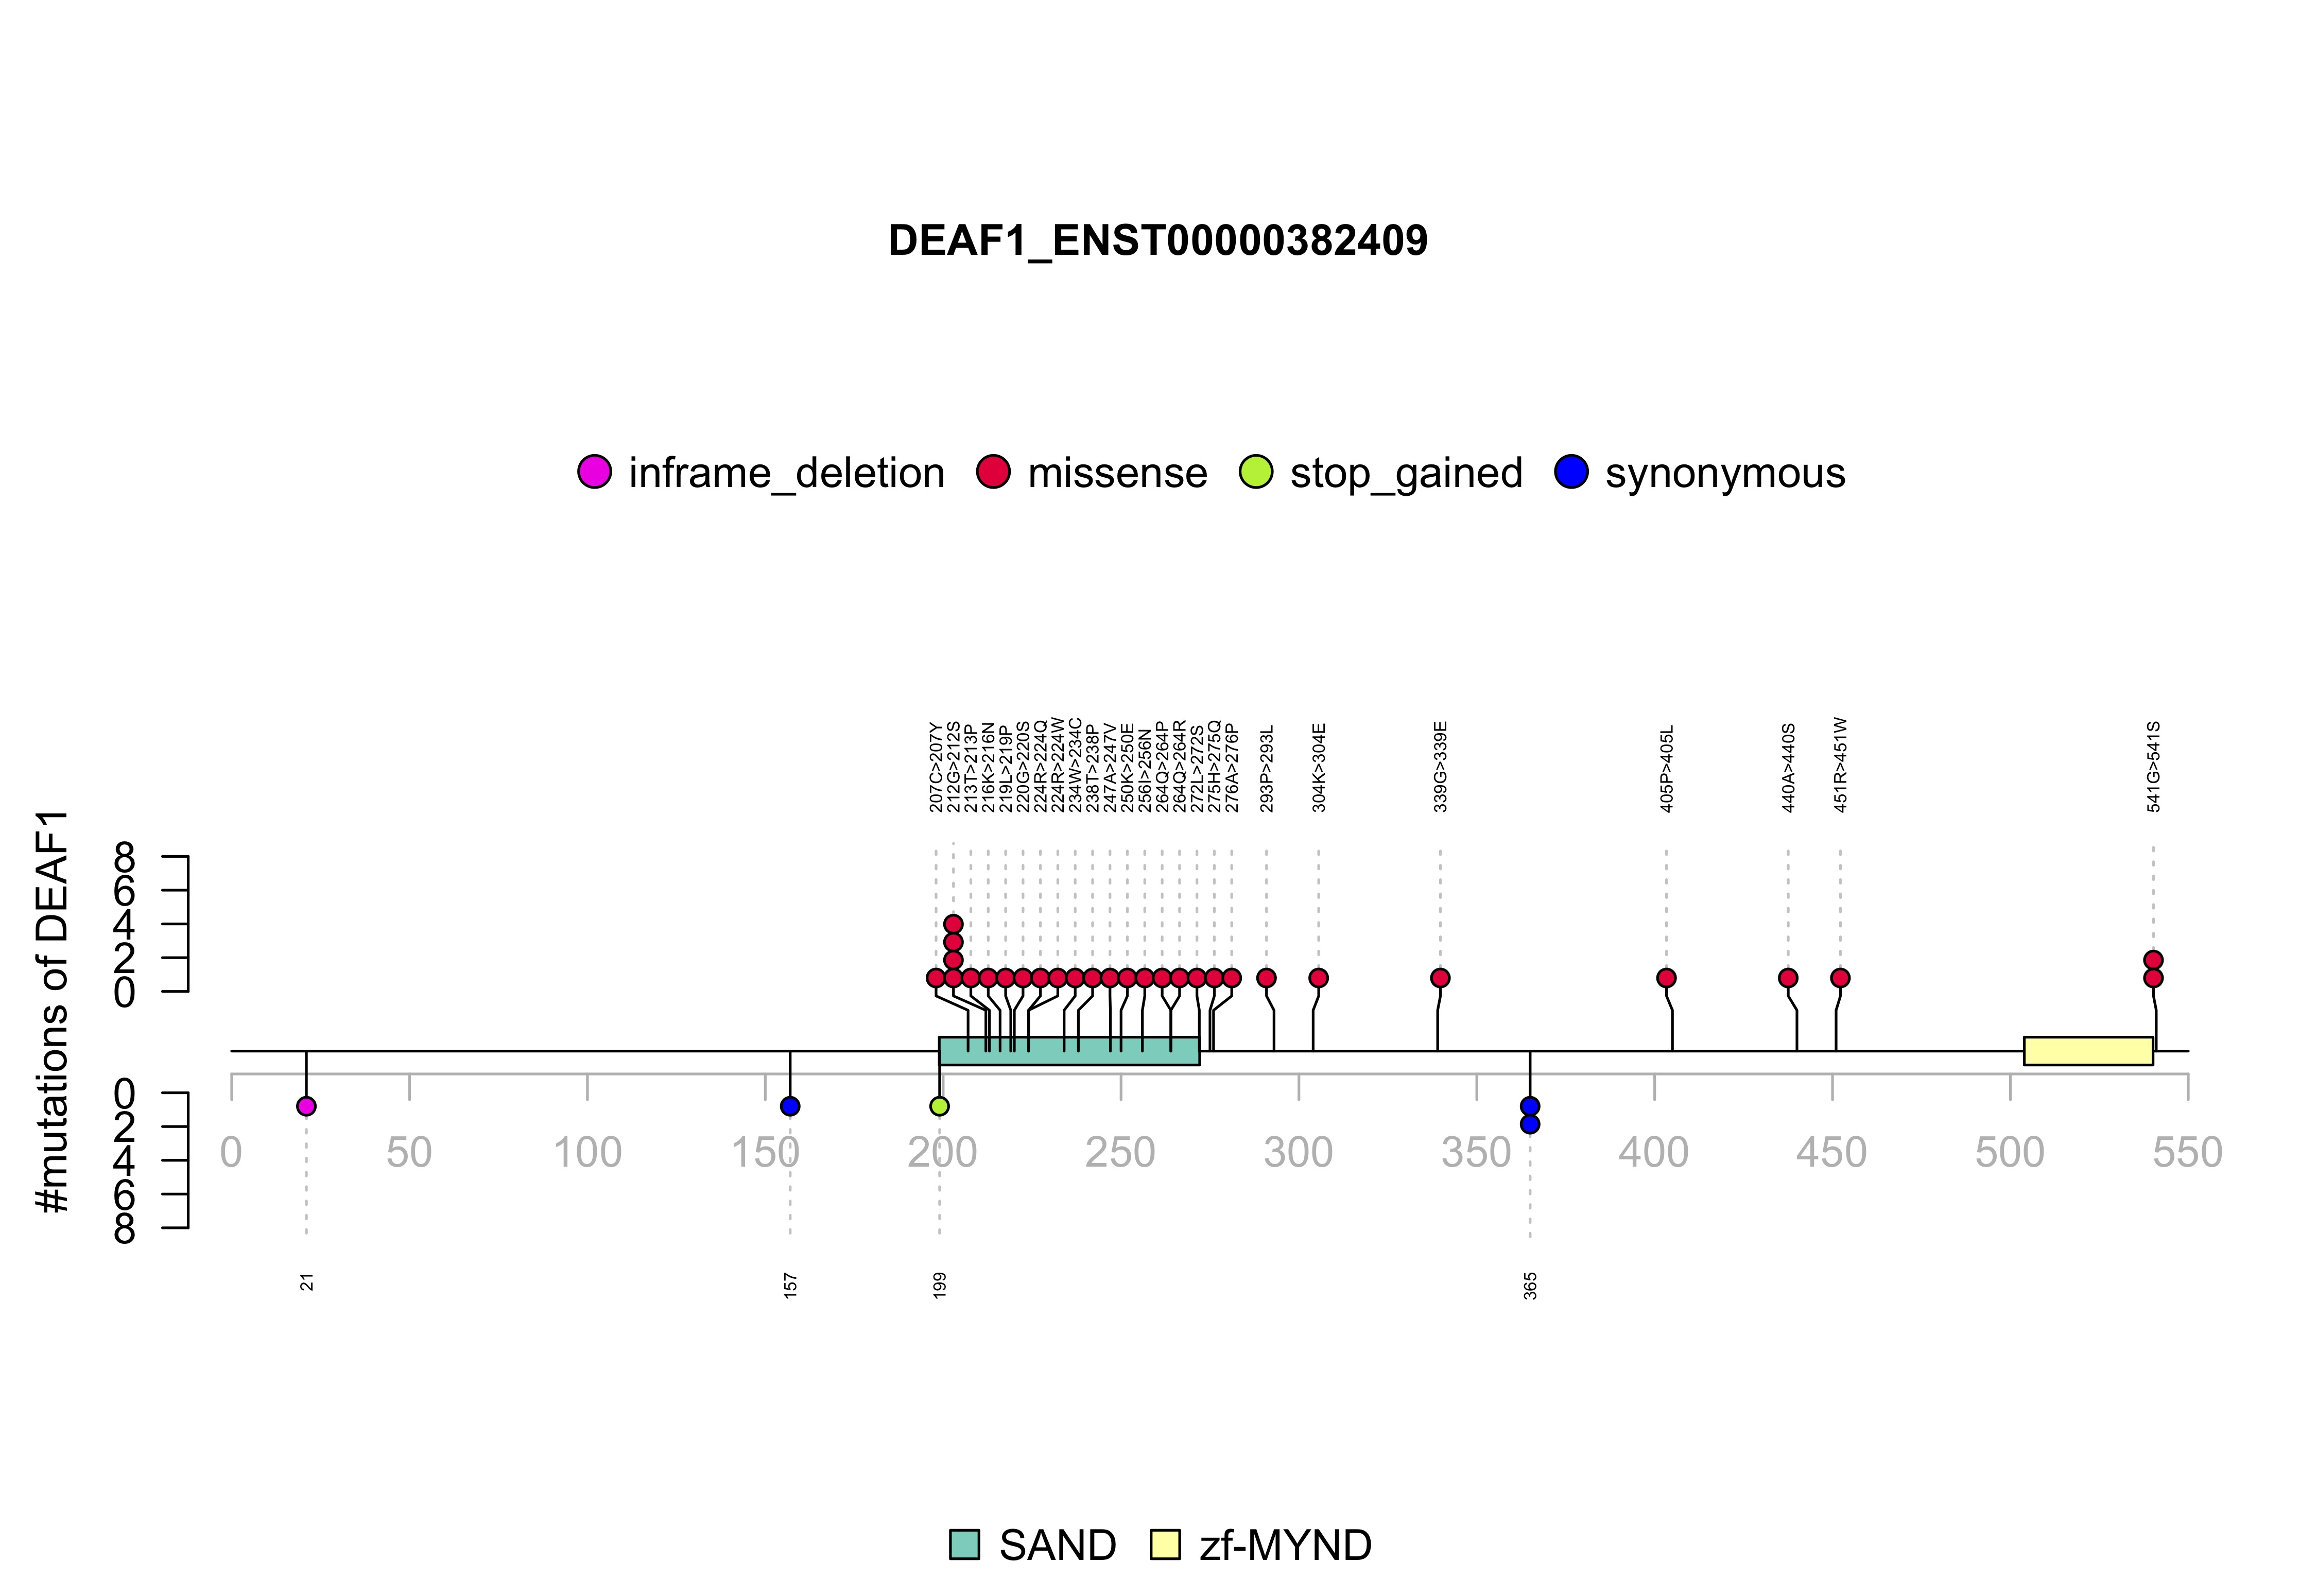 DEAF1_ENST00000382409
inframe_deletion missense stop_gained synonymous
207C>207Y
212G>212S
213T>213P
216K>216N
219L>219P
220G>220S
224R>224Q
224R>224W
234W>234C
238T>238P
247A>247V
250K>250E
256I>256N
264Q>264P
264Q>264R
272L>272S
275H>275Q
276A>276P
293P>293L
304K>304E
339G>339E
405P>405L
440A>440S
451R>451W
541G>541S
#mutations of DEAF1
8
6
4
2
0
0
2
4
6
8
0 50 100 150 200 250 300 350 400 450 500 550
21
157
199
365
SAND zf-MYND